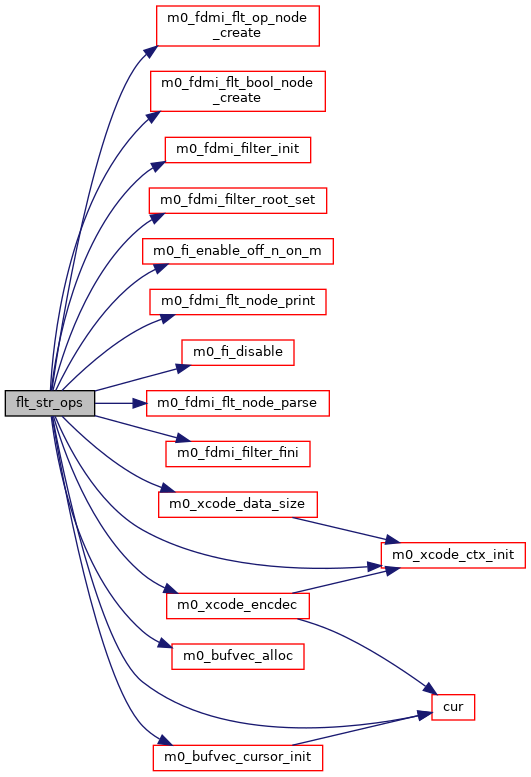 m0_fdmi_flt_op_node
_create
m0_fdmi_flt_bool_node
_create
m0_fdmi_filter_init
m0_fdmi_filter_root_set
m0_fi_enable_off_n_on_m
m0_fdmi_flt_node_print
m0_fi_disable
flt_str_ops
m0_fdmi_flt_node_parse
m0_fdmi_filter_fini
m0_xcode_data_size
m0_xcode_ctx_init
m0_xcode_encdec
m0_bufvec_alloc
cur
m0_bufvec_cursor_init